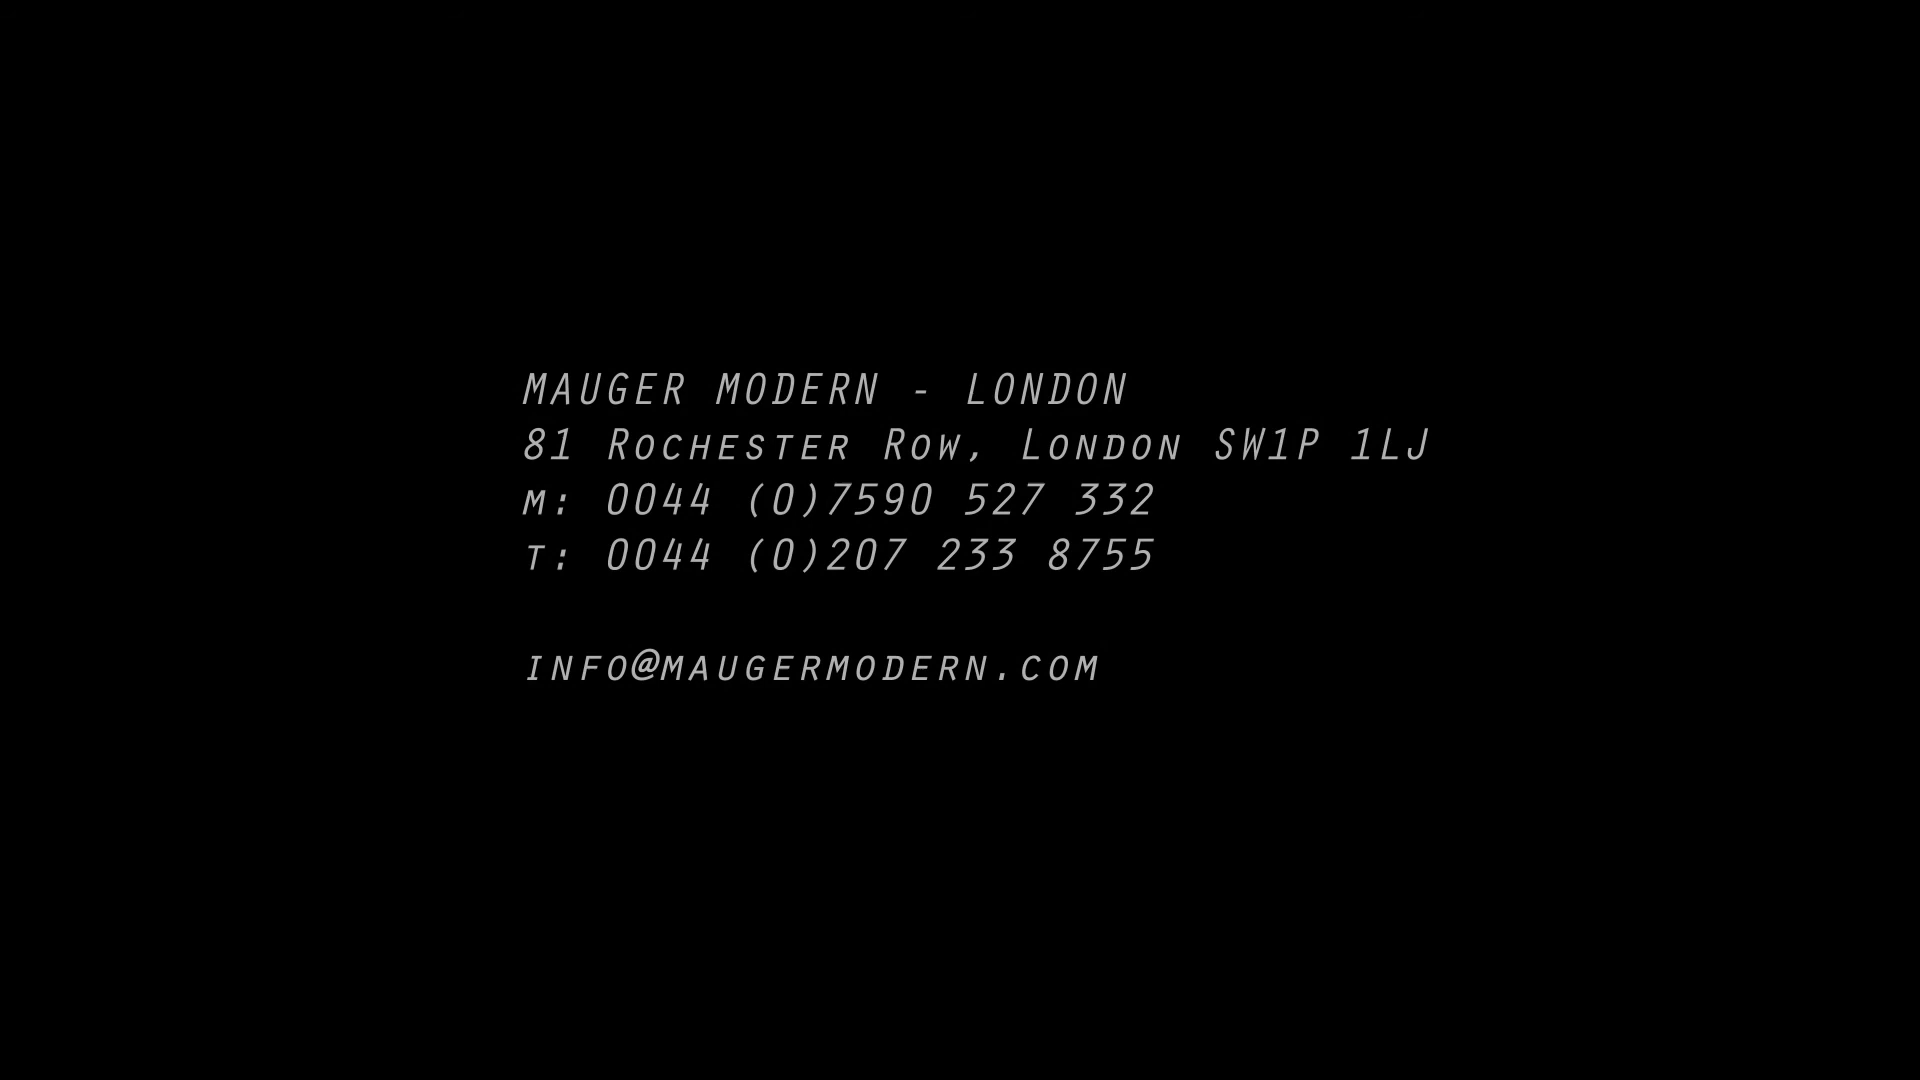 MAUGER MODERN - LONDON
81 Rochester Row, London SW1P 1LJ
m: 0044 (0)7590 527 332
t: 0044 (0)207 233 8755
info@maugermodern.com